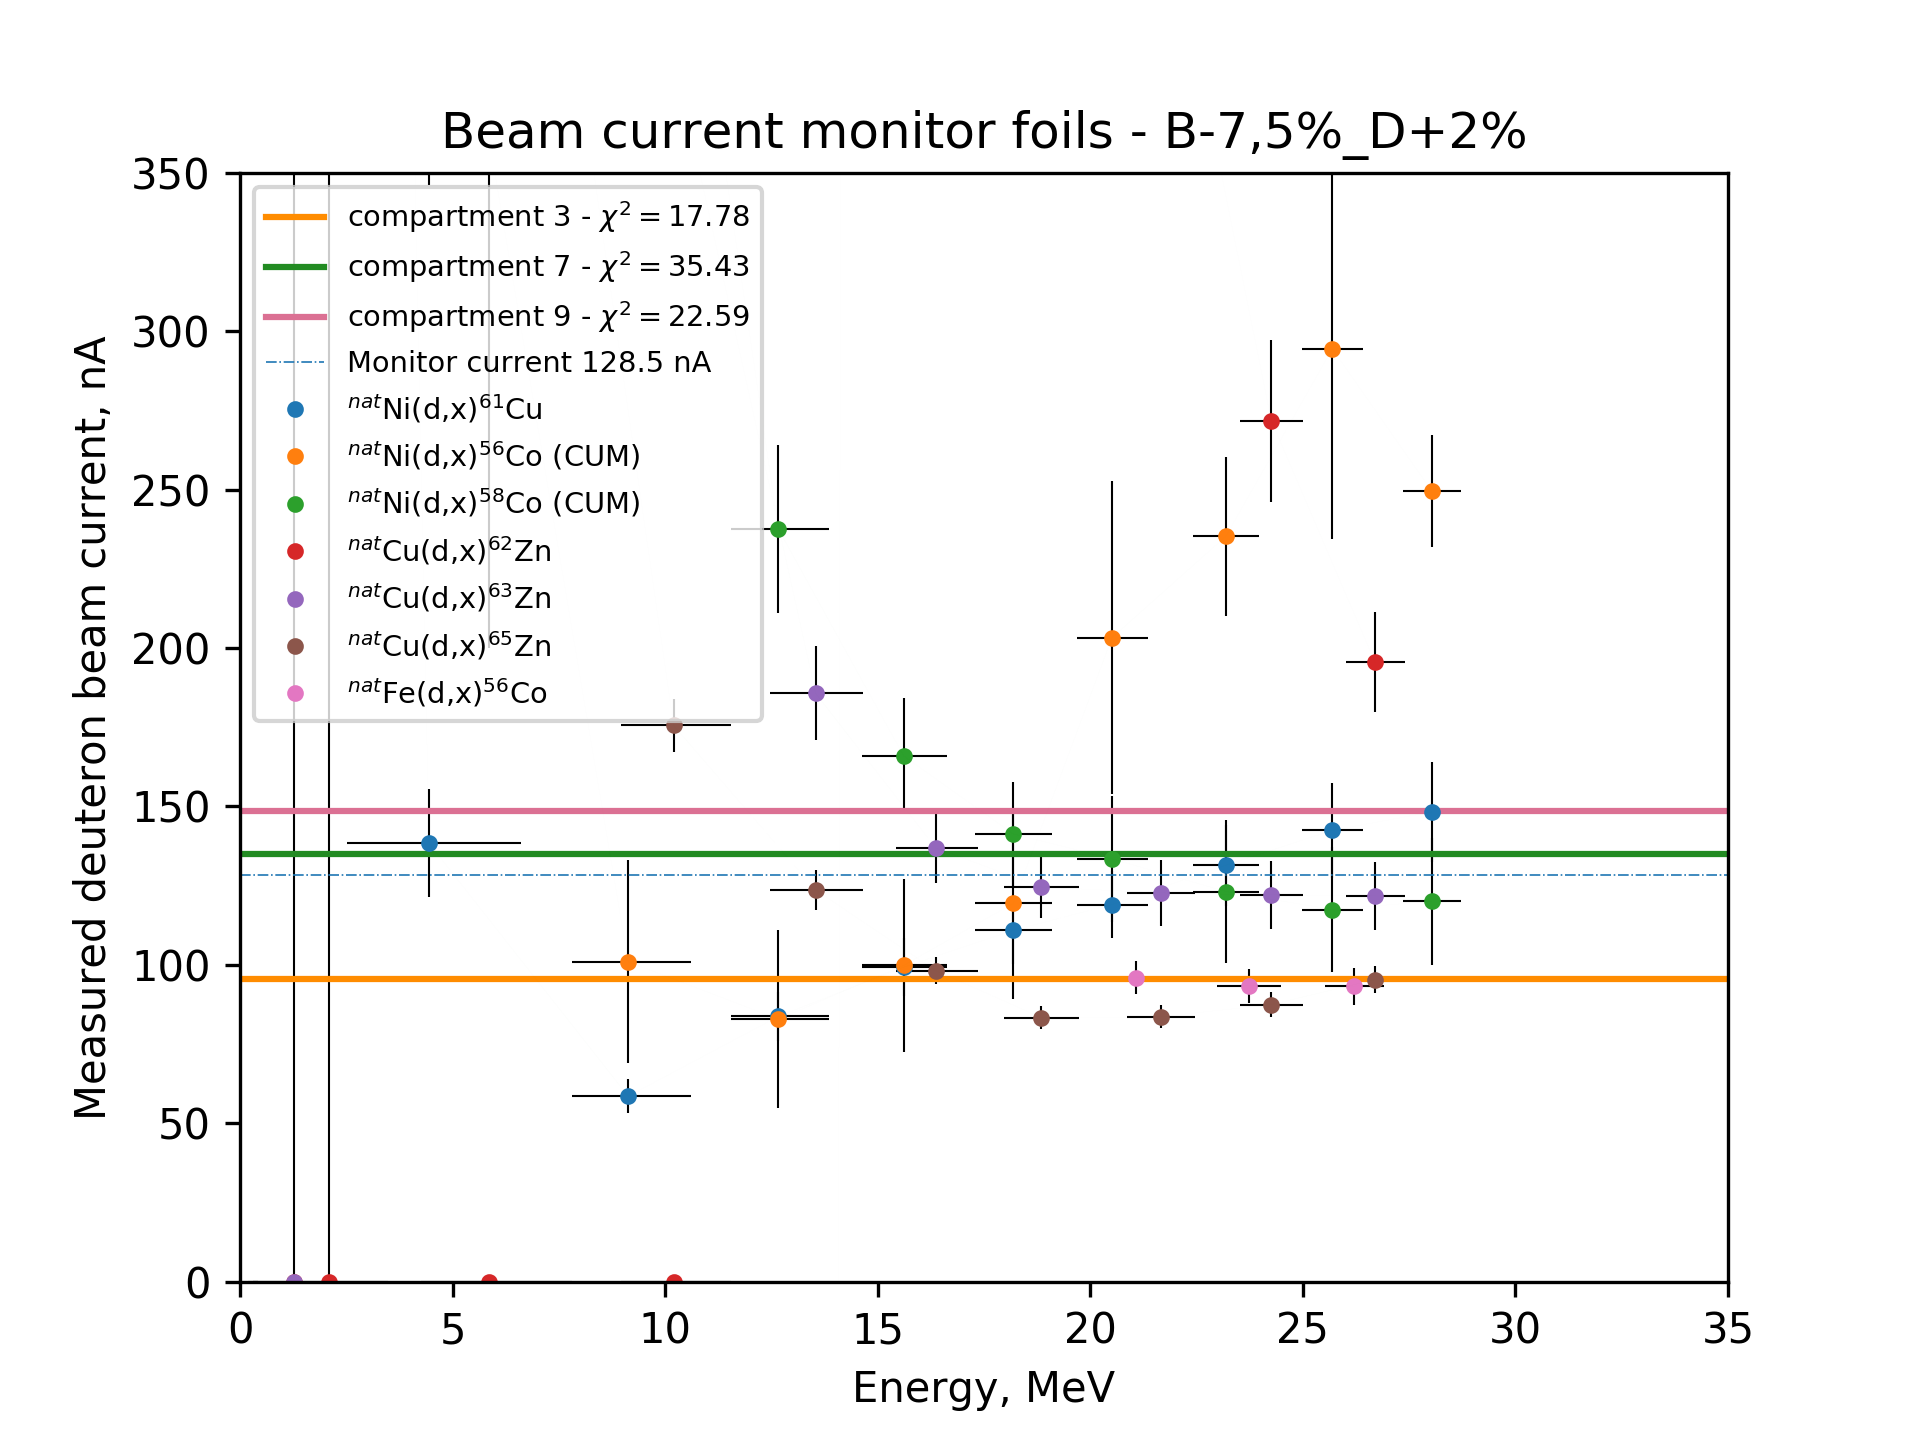 Beam current monitor foils - B-7,5%_D+2%
350
300
250
200
150
100
50
0
Measured deuteron beam current, nA
compartment 3 - χ² = 17.78
compartment 7 - χ² = 35.43
compartment 9 - χ² = 22.59
Monitor current 128.5 nA
ⁿᵃᵗNi(d,x)⁶¹Cu
ⁿᵃᵗNi(d,x)⁵⁶Co (CUM)
ⁿᵃᵗNi(d,x)⁵⁸Co (CUM)
ⁿᵃᵗCu(d,x)⁶²Zn
ⁿᵃᵗCu(d,x)⁶³Zn
ⁿᵃᵗCu(d,x)⁶⁵Zn
ⁿᵃᵗFe(d,x)⁵⁶Co
0 5 10 15 20 25 30 35
Energy, MeV